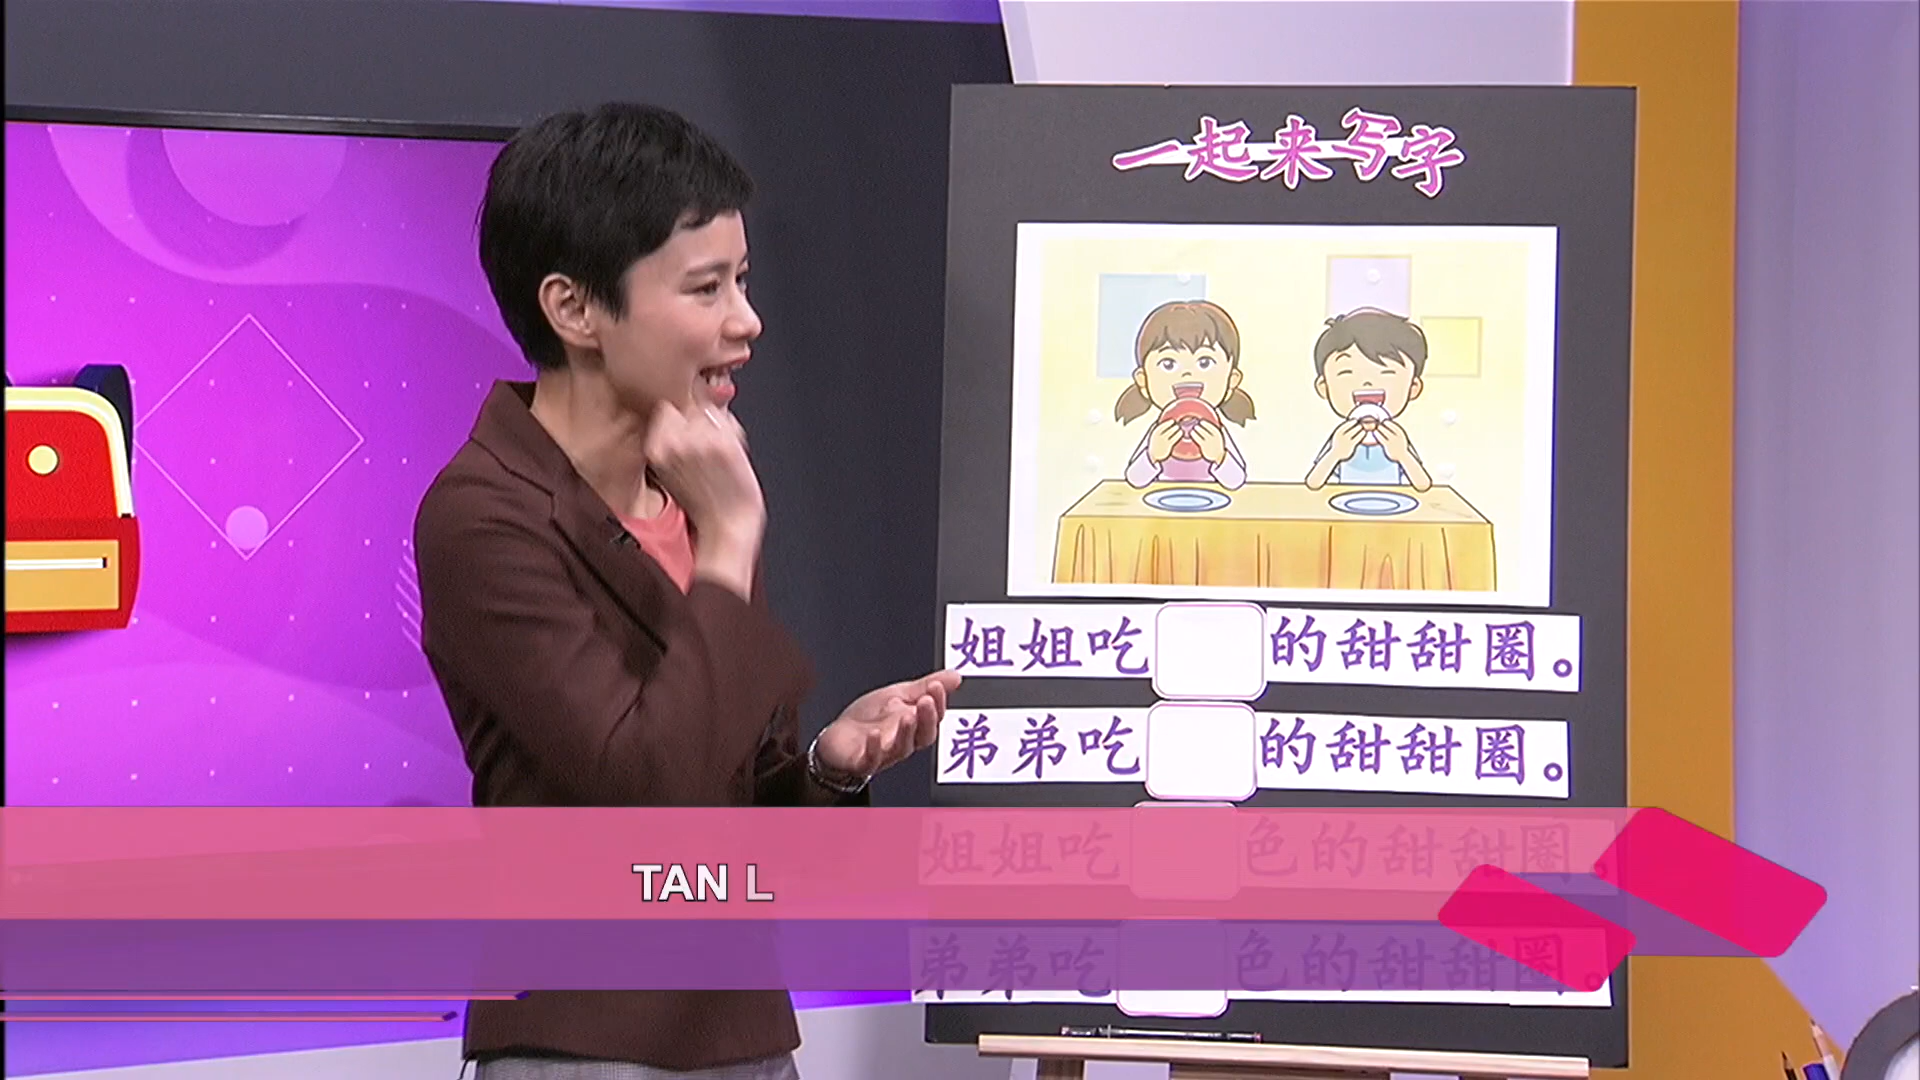 一起来写字
姐姐吃 的甜甜圈。
弟弟吃 的甜甜圈。
姐姐吃 色的甜甜圈。
弟弟吃 色的甜甜圈。
TAN L